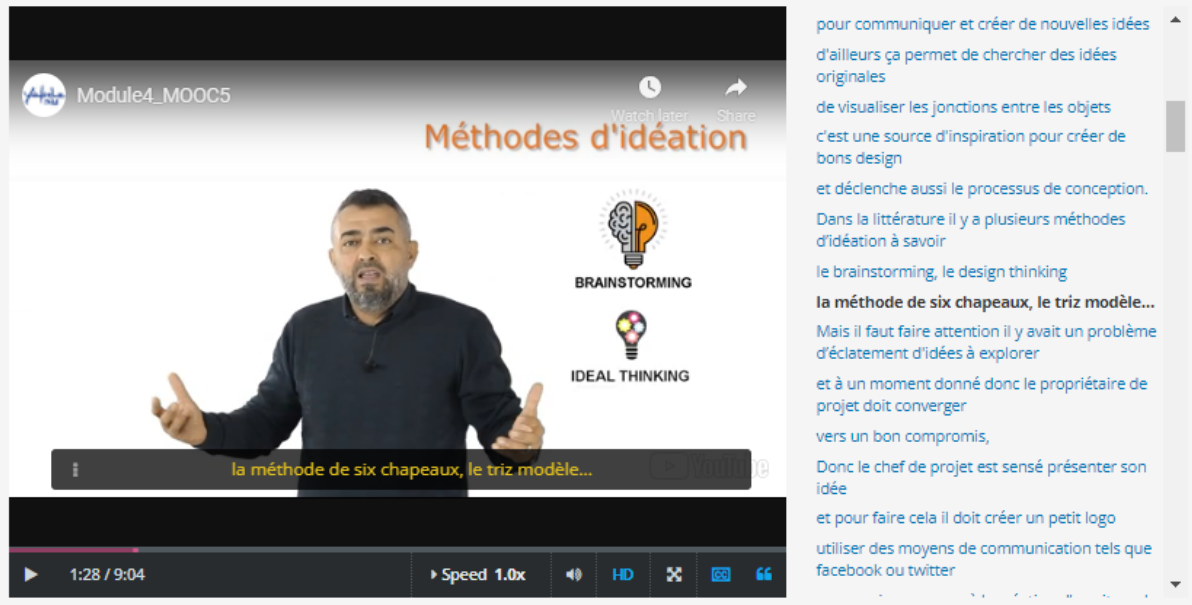 Module4_MOOC5
Watch later
Share
Méthodes d'idéation
BRAINSTORMING
IDEAL THINKING
la méthode de six chapeaux, le triz modèle...
YouTube
1:28 / 9:04
Speed 1.0x
HD
CC
pour communiquer et créer de nouvelles idées
d'ailleurs ça permet de chercher des idées
originales
de visualiser les jonctions entre les objets
c'est une source d'inspiration pour créer de
bons design
et déclenche aussi le processus de conception.
Dans la littérature il y a plusieurs méthodes
d'idéation à savoir
le brainstorming, le design thinking
la méthode de six chapeaux, le triz modèle...
Mais il faut faire attention il y avait un problème
d'éclatement d'idées à explorer
et à un moment donné donc le propriétaire de
projet doit converger
vers un bon compromis,
Donc le chef de projet est sensé présenter son
idée
et pour faire cela il doit créer un petit logo
utiliser des moyens de communication tels que
facebook ou twitter